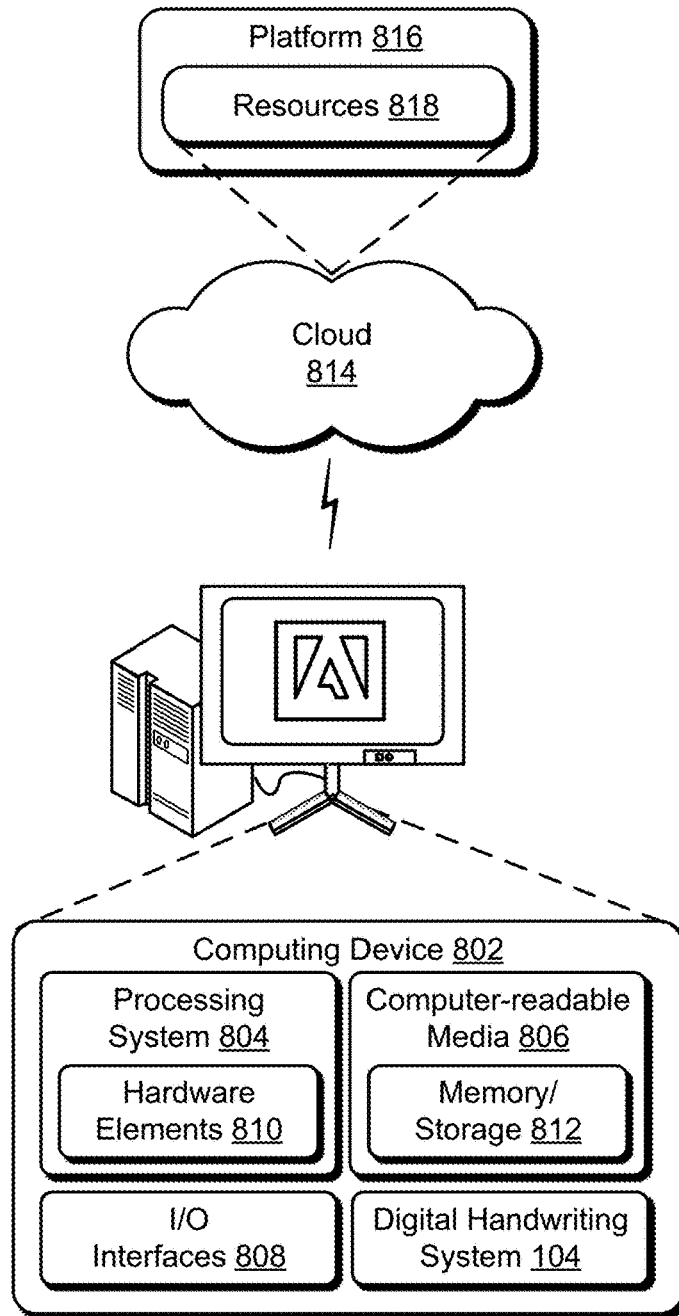 Platform 816
Resources 818
Cloud
814
Computing Device 802
Processing
System 804
Hardware
Elements 810
Computer-readable
Media 806
Memory/
Storage 812
I/O
Interfaces 808
Digital Handwriting
System 104